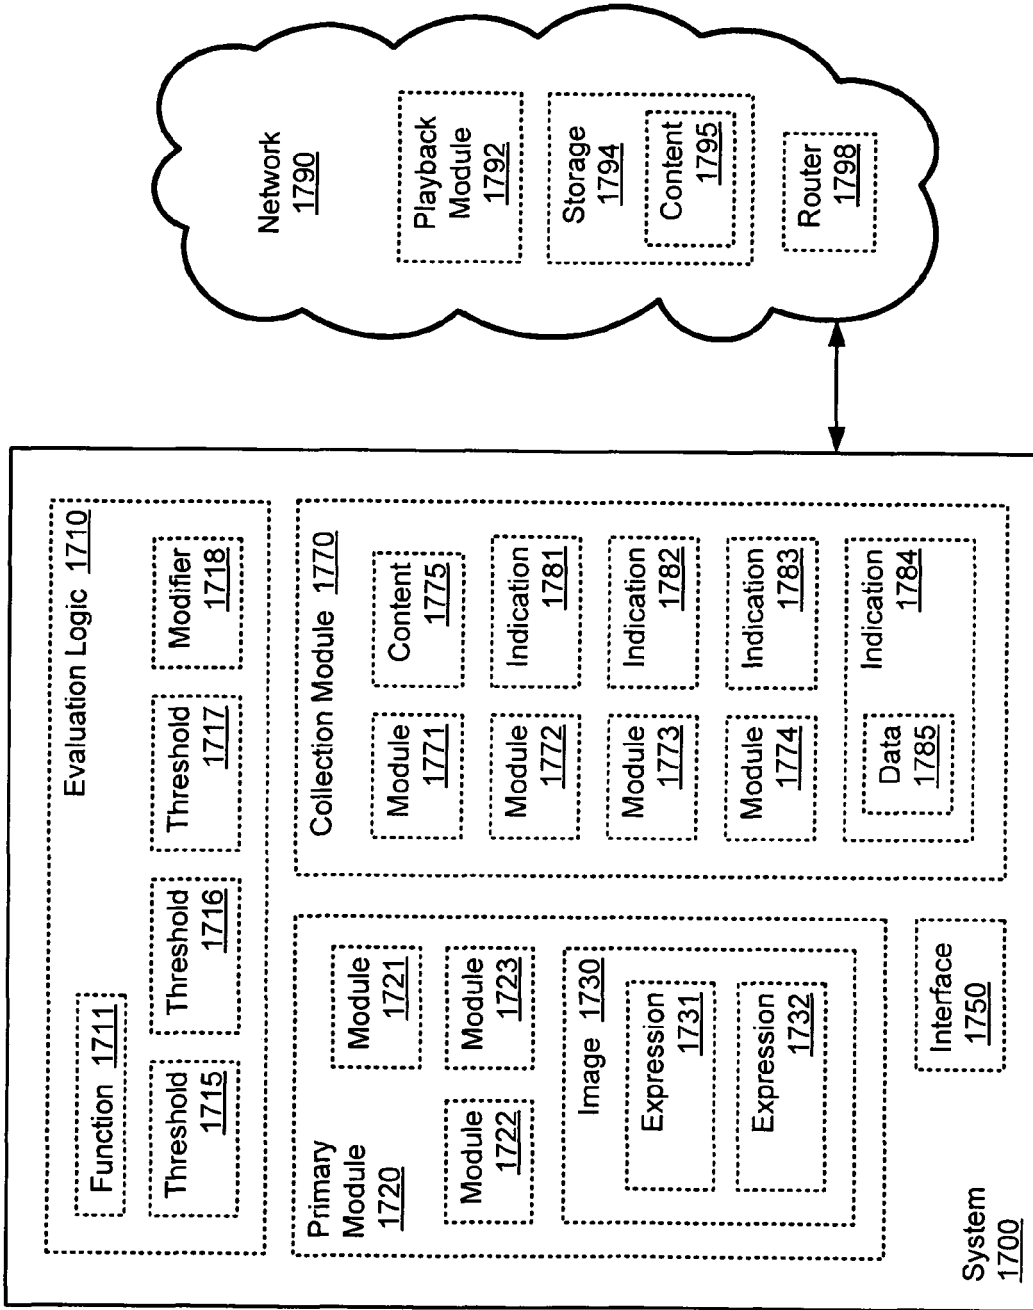 Evaluation Logic 1710
Function 1711
Threshold
1715
Threshold
1716
Threshold
1717
Modifier
1718
Primary
Module
1720
Module
1721
Module
1722
Module
1723
Image 1730
Expression
1731
Expression
1732
Collection Module 1770
Module
1771
Content
1775
Module
1772
Indication
1781
Module
1773
Indication
1782
Module
1774
Indication
1783
Data
1785
Indication
1784
System
1700
Interface
1750
Network
1790
Playback
Module
1792
Storage
1794
Content
1795
Router
1798